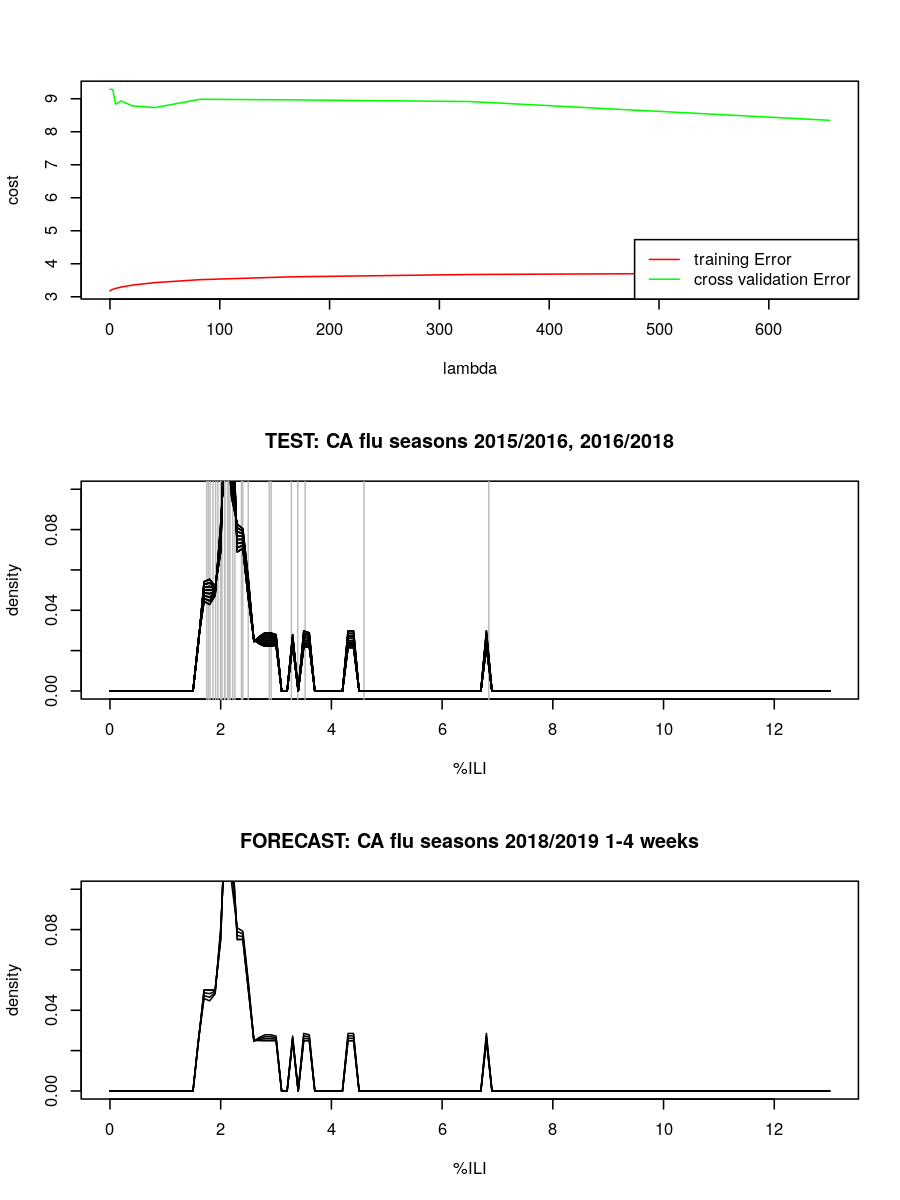 9
8
7
6
5
4
3
cost
training Error
cross validation Error
0 100 200 300 400 500 600
lambda
TEST: CA flu seasons 2015/2016, 2016/2018
0.08
0.04
0.00
density
0 2 4 6 8 10 12
%ILI
FORECAST: CA flu seasons 2018/2019 1-4 weeks
0.08
0.04
0.00
density
0 2 4 6 8 10 12
%ILI